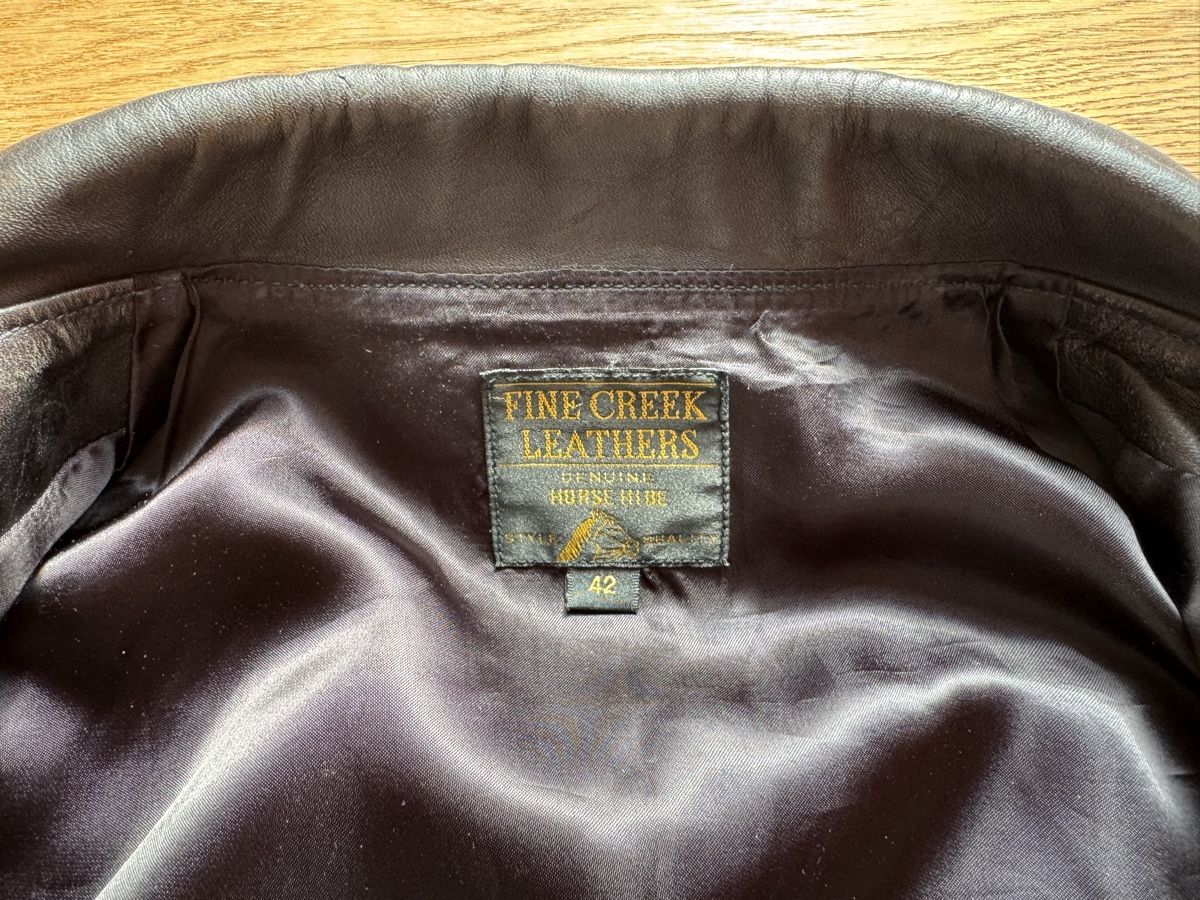 FINE CREEK
LEATHERS
GENUINE
HORSE HIDE
STYLE QUALITY
42